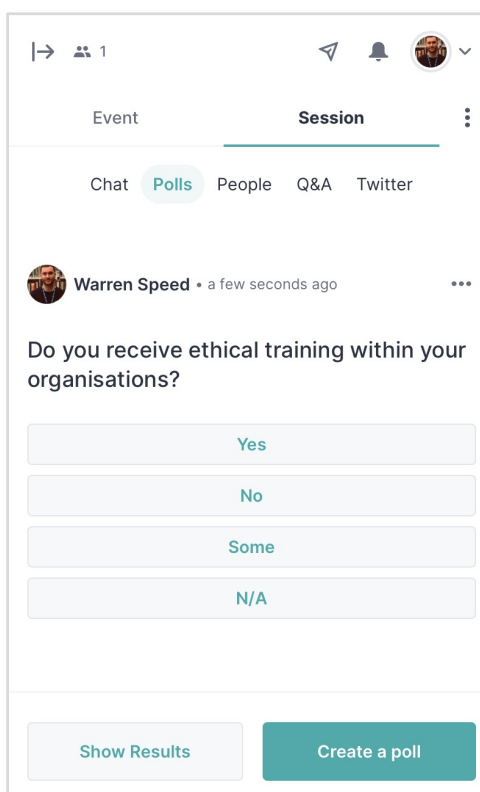 1
Event Session
Chat Polls People Q&A Twitter
Warren Speed • a few seconds ago
Do you receive ethical training within your
organisations?
Yes
No
Some
N/A
Show Results Create a poll